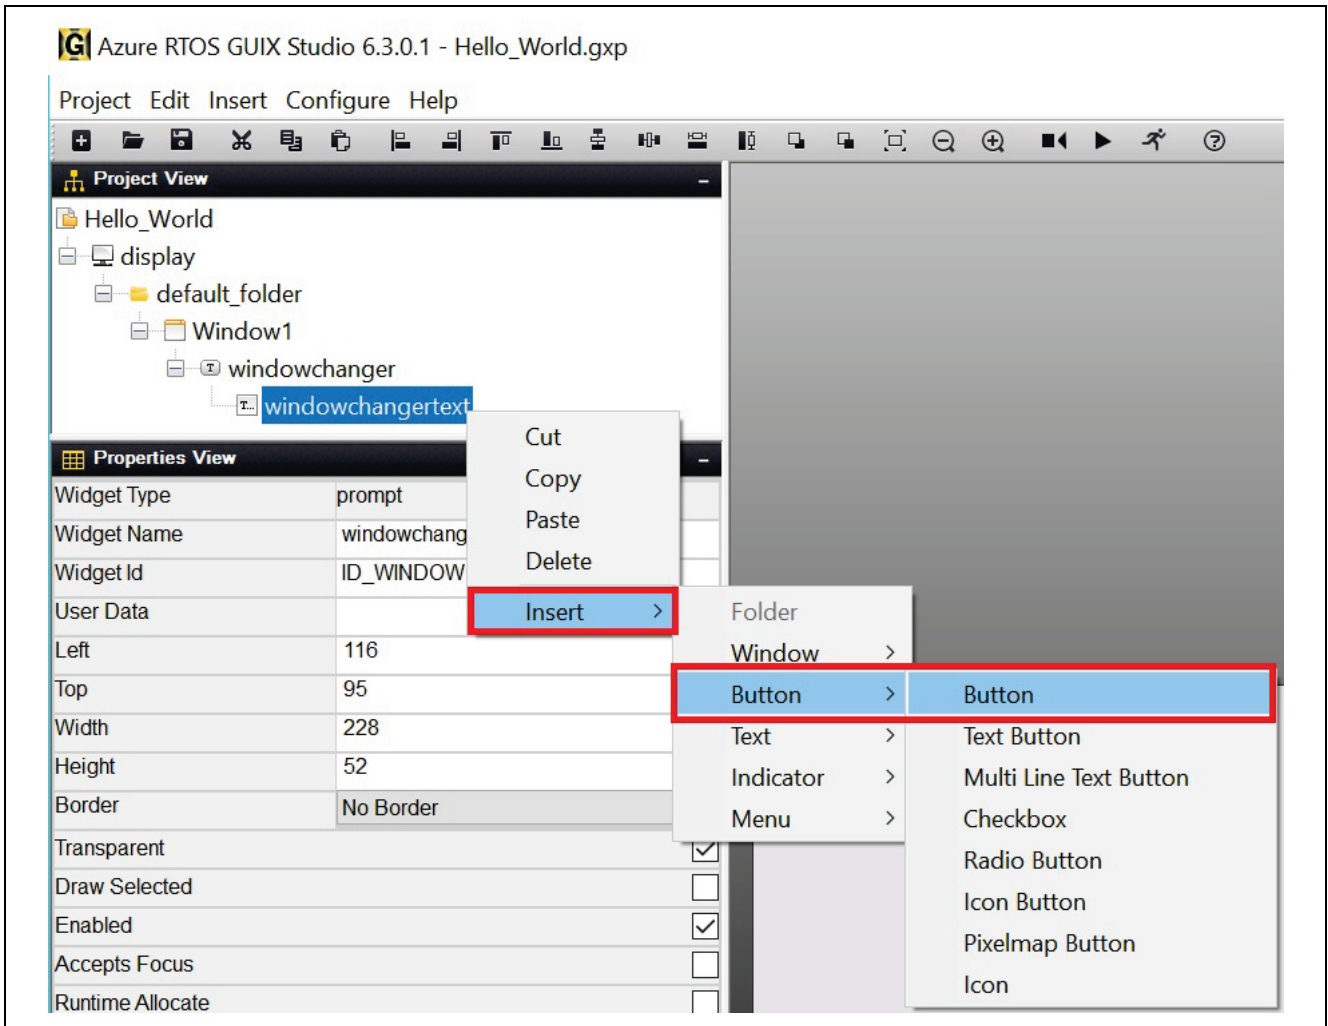 Azure RTOS GUIX Studio 6.3.0.1 - Hello_World.gxp
Project Edit Insert Configure Help
Project View
Hello_World
display
default_folder
Window1
windowchanger
windowchangertext
Cut
Copy
Paste
Delete
Insert
Folder
Window
Button
Text
Indicator
Menu
Button
Text Button
Multi Line Text Button
Checkbox
Radio Button
Icon Button
Pixelmap Button
Icon
Properties View
Widget Type prompt
Widget Name windowchang
Widget Id ID_WINDOW
User Data
Left 116
Top 95
Width 228
Height 52
Border No Border
Transparent
Draw Selected
Enabled
Accepts Focus
Runtime Allocate